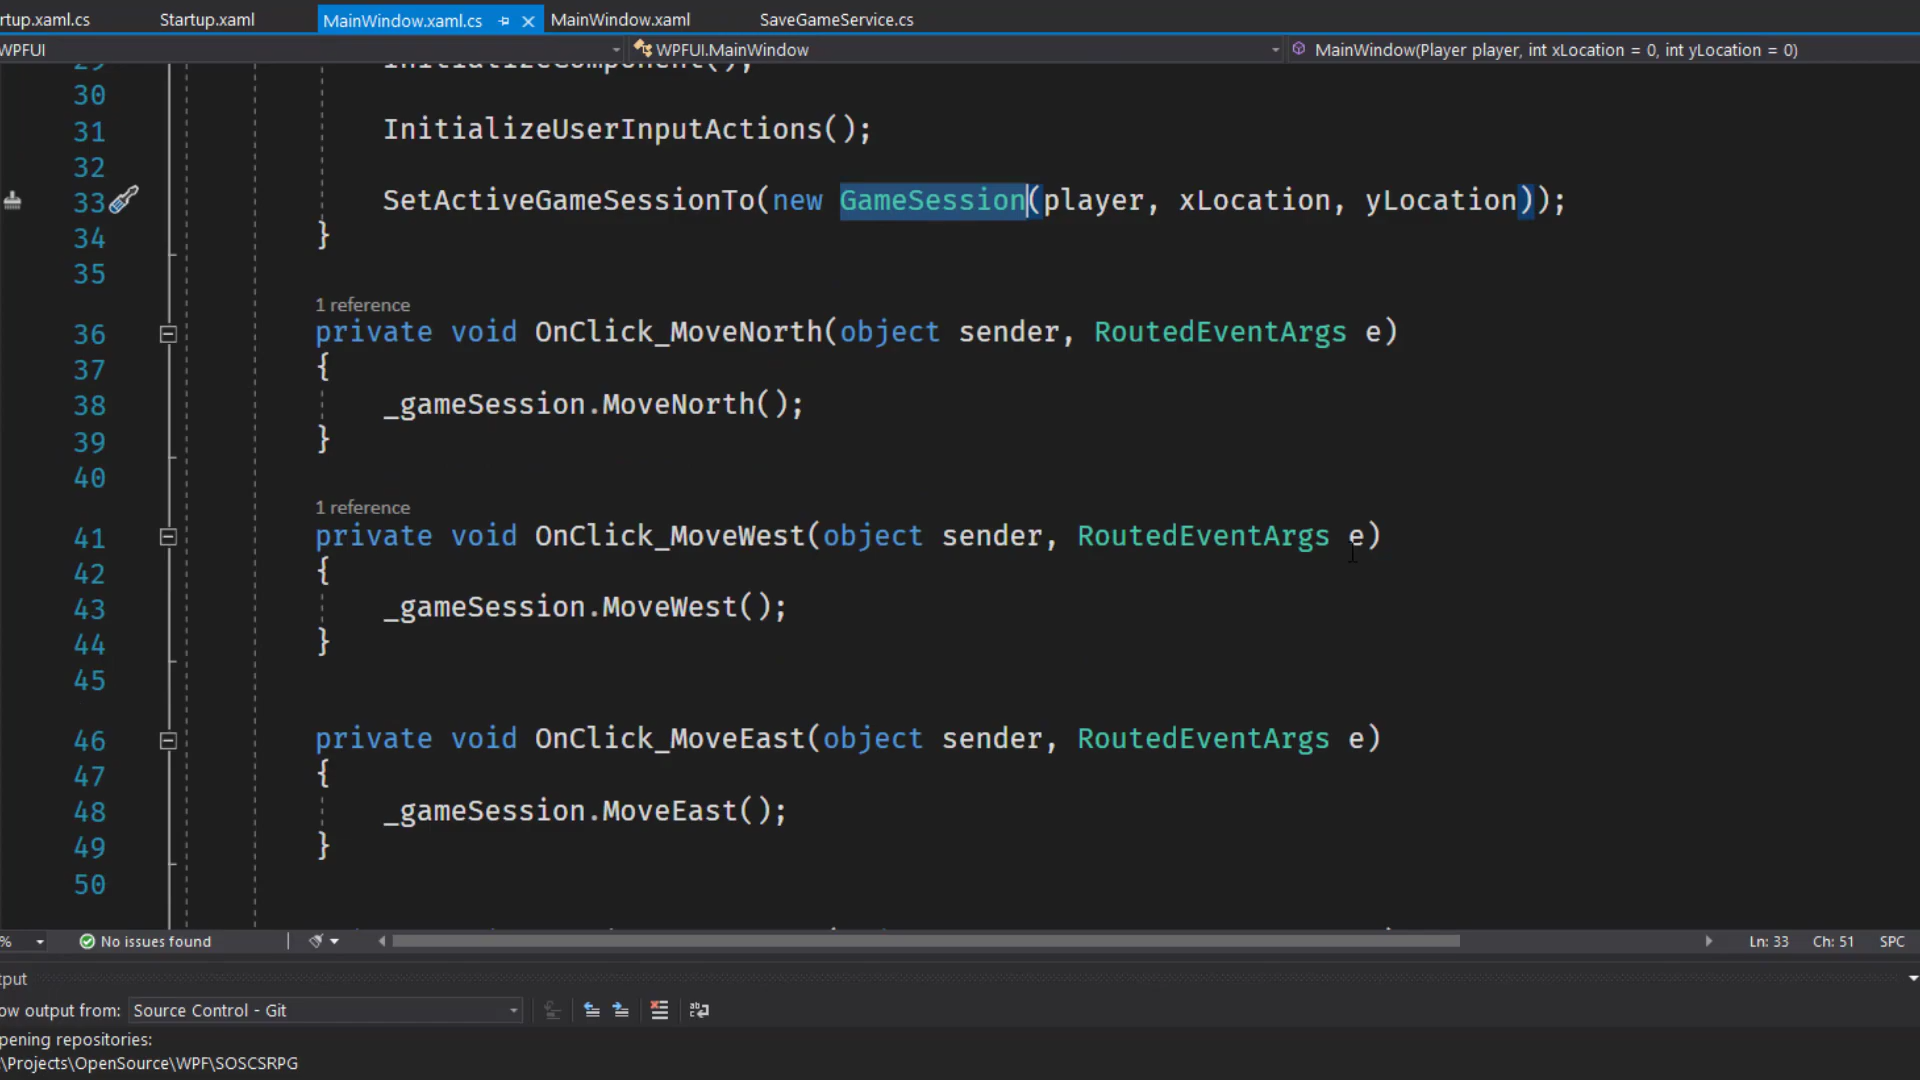 rtup.xaml.cs Startup.xaml MainWindow.xaml.cs MainWindow.xaml SaveGameService.cs
WPFUI WPFUI.MainWindow MainWindow(Player player, int xLocation = 0, int yLocation = 0)
29 InitializeComponent();
30
31 InitializeUserInputActions();
32
33 SetActiveGameSessionTo(new GameSession(player, xLocation, yLocation));
34 }
35
1 reference
36 private void OnClick_MoveNorth(object sender, RoutedEventArgs e)
37 {
38 _gameSession.MoveNorth();
39 }
40
1 reference
41 private void OnClick_MoveWest(object sender, RoutedEventArgs e)
42 {
43 _gameSession.MoveWest();
44 }
45
46 private void OnClick_MoveEast(object sender, RoutedEventArgs e)
47 {
48 _gameSession.MoveEast();
49 }
50
% No issues found Ln: 33 Ch: 51 SPC
tput
ow output from: Source Control - Git
pening repositories:
:\Projects\OpenSource\WPF\SOSCSRPG